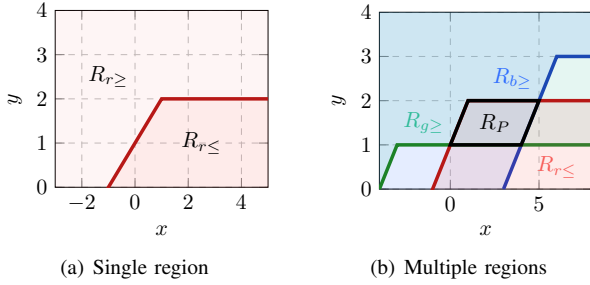 4
3
2
1
0
y
−2
0
2
4
x
R_{r≥}
R_{r≤}
(a) Single region
4
3
2
1
0
y
0
5
x
R_{b≥}
R_{g≥}
R_P
R_{r≤}
(b) Multiple regions